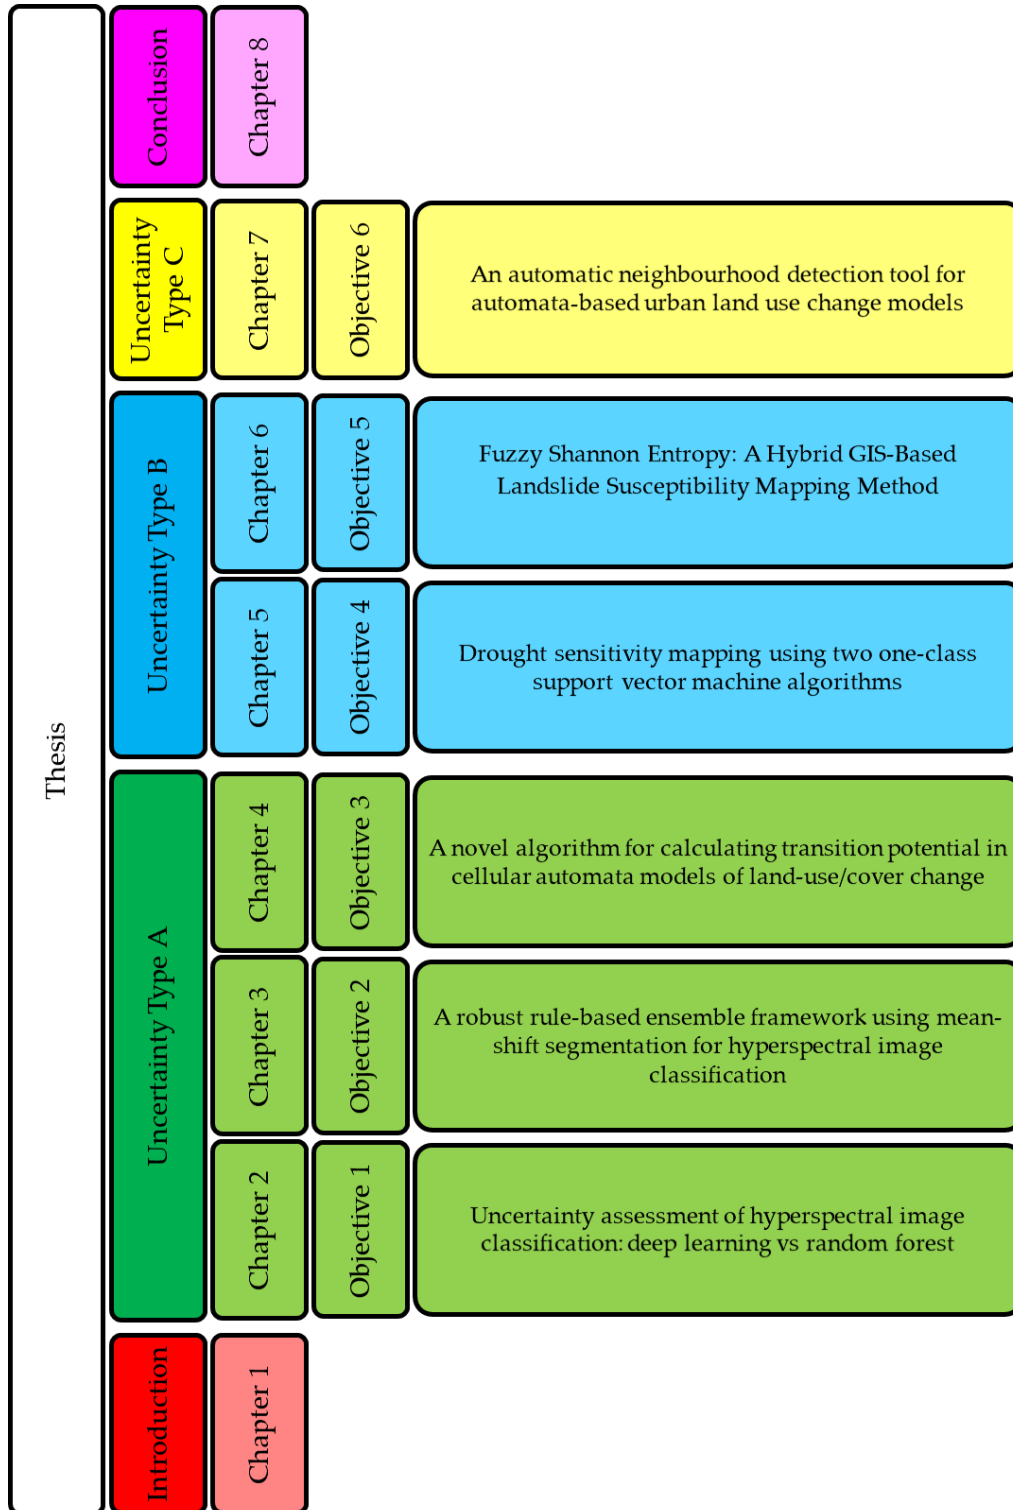 Thesis
Conclusion
Chapter 8
Uncertainty
Type C
Chapter 7
Objective 6
An automatic neighbourhood detection tool for
automata-based urban land use change models
Uncertainty Type B
Chapter 6
Objective 5
Fuzzy Shannon Entropy: A Hybrid GIS-Based
Landslide Susceptibility Mapping Method
Chapter 5
Objective 4
Drought sensitivity mapping using two one-class
support vector machine algorithms
Uncertainty Type A
Chapter 4
Objective 3
A novel algorithm for calculating transition potential in
cellular automata models of land-use/cover change
Chapter 3
Objective 2
A robust rule-based ensemble framework using mean-
shift segmentation for hyperspectral image
classification
Chapter 2
Objective 1
Uncertainty assessment of hyperspectral image
classification: deep learning vs random forest
Introduction
Chapter 1